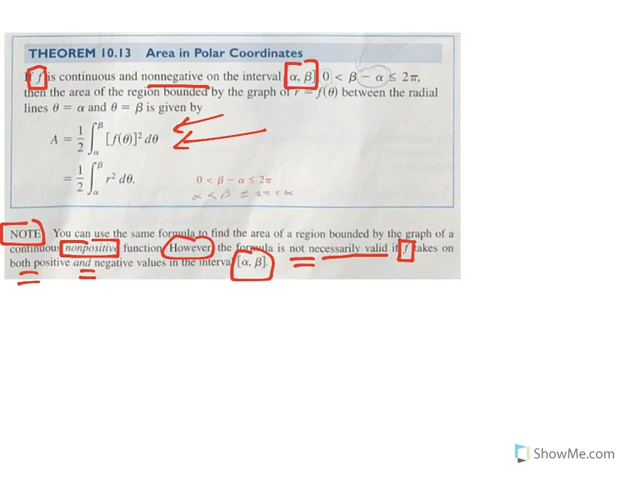 THEOREM 10.13 Area in Polar Coordinates
If f is continuous and nonnegative on the interval [α, β], 0 < β − α ≤ 2π,
then the area of the region bounded by the graph of r = f(θ) between the radial
lines θ = α and θ = β is given by
A = 1/2 ∫_α^β [f(θ)]² dθ
= 1/2 ∫_α^β r² dθ. 0 < β − α ≤ 2π
α < β ≤ 2π + α
NOTE You can use the same formula to find the area of a region bounded by the graph of a
continuous nonpositive function. However, the formula is not necessarily valid if f takes on
both positive and negative values in the interval [α, β].
ShowMe.com